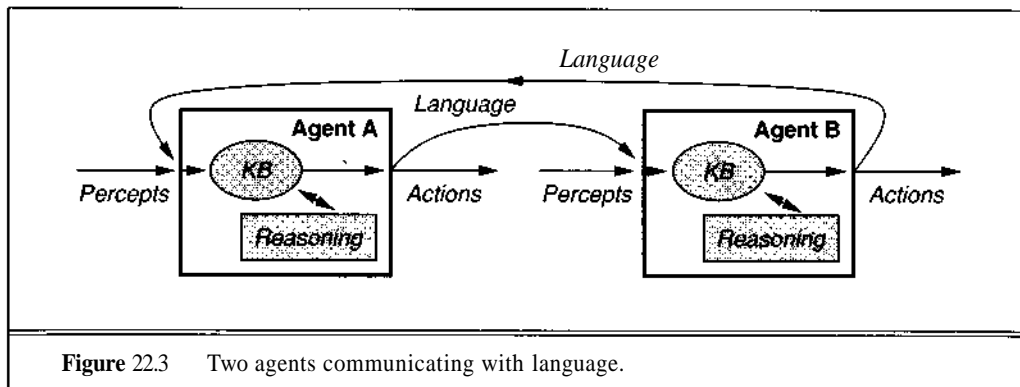 Language
Language
Agent A
Agent B
KB
KB
Percepts
Actions
Percepts
Actions
Reasoning
Reasoning
Figure 22.3 Two agents communicating with language.